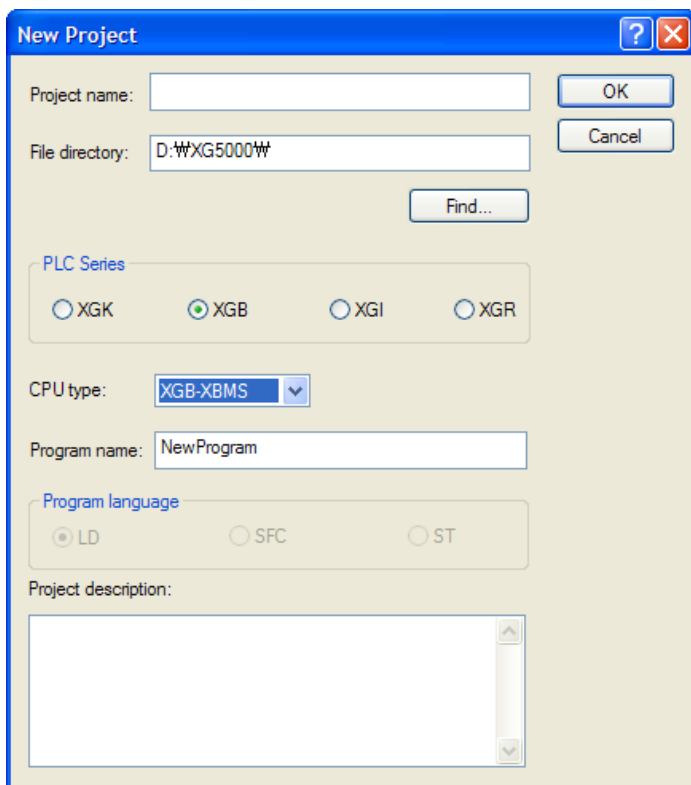 New Project
Project name:
OK
File directory: D:₩XG5000₩
Cancel
Find...
PLC Series
XGK XGB XGI XGR
CPU type: XGB-XBMS
Program name: NewProgram
Program language
LD SFC ST
Project description: